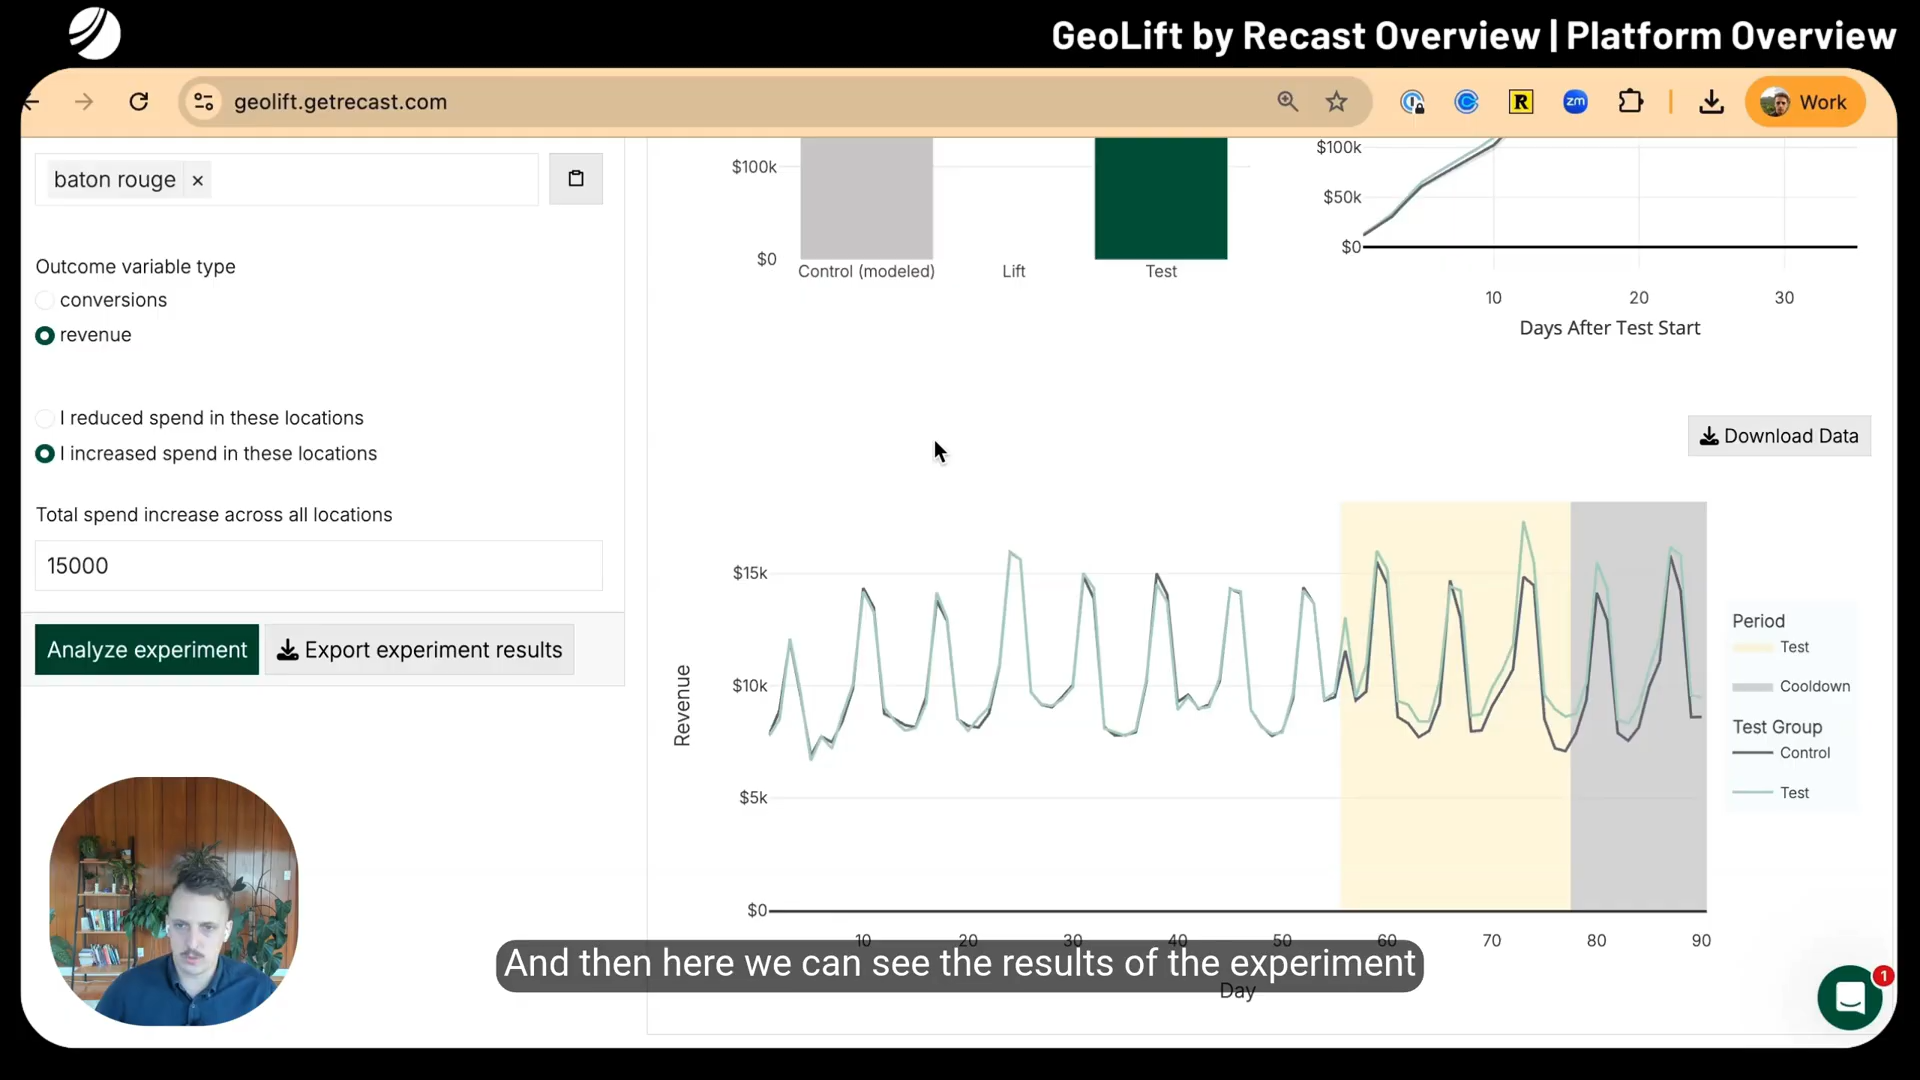 GeoLift by Recast Overview | Platform Overview
geolift.getrecast.com
R
zm
Work
baton rouge ×
Outcome variable type
conversions
revenue
I reduced spend in these locations
I increased spend in these locations
Total spend increase across all locations
15000
Analyze experiment
Export experiment results
$100k
$0
Control (modeled)
Lift
Test
$100k
$50k
$0
10
20
30
Days After Test Start
Download Data
Revenue
$15k
$10k
$5k
$0
10
20
30
40
50
60
70
80
90
Day
Period
Test
Cooldown
Test Group
Control
Test
And then here we can see the results of the experiment
1